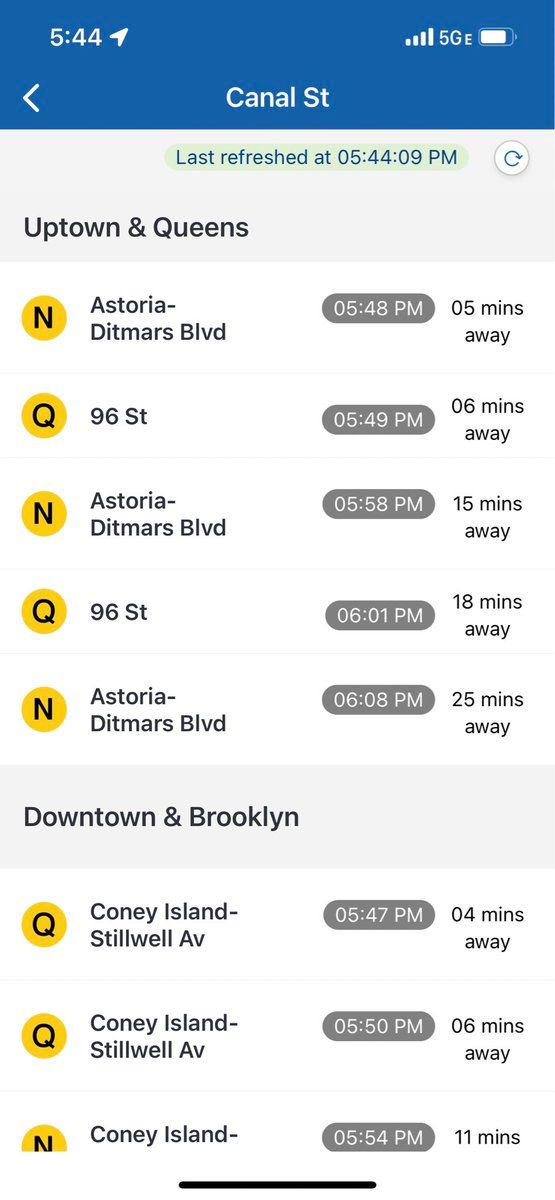 5:44 5GE
Canal St
Last refreshed at 05:44:09 PM
Uptown & Queens
N Astoria- 05:48 PM 05 mins
Ditmars Blvd away
Q 96 St 05:49 PM 06 mins
away
N Astoria- 05:58 PM 15 mins
Ditmars Blvd away
Q 96 St 06:01 PM 18 mins
away
N Astoria- 06:08 PM 25 mins
Ditmars Blvd away
Downtown & Brooklyn
Q Coney Island- 05:47 PM 04 mins
Stillwell Av away
Q Coney Island- 05:50 PM 06 mins
Stillwell Av away
N Coney Island- 05:54 PM 11 mins